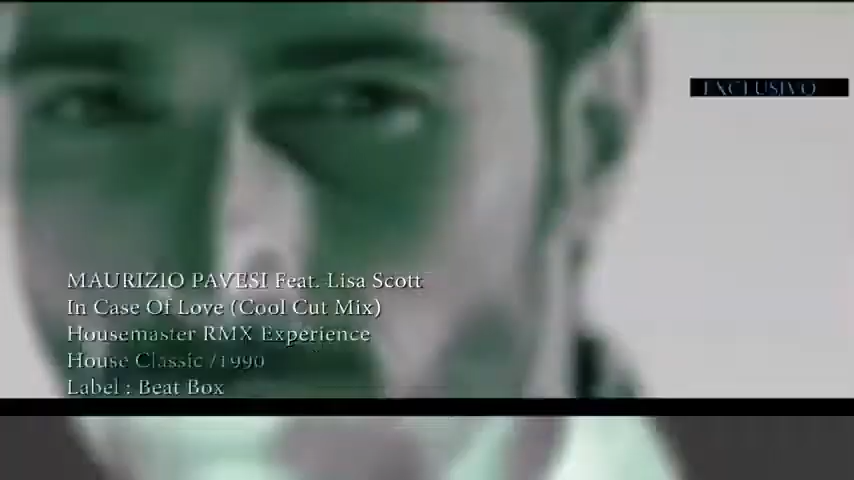 EXCLUSIVO
MAURIZIO PAVESI Feat. Lisa Scott
In Case Of Love (Cool Cut Mix)
Housemaster RMX Experience
House Classic /1990
Label : Beat Box